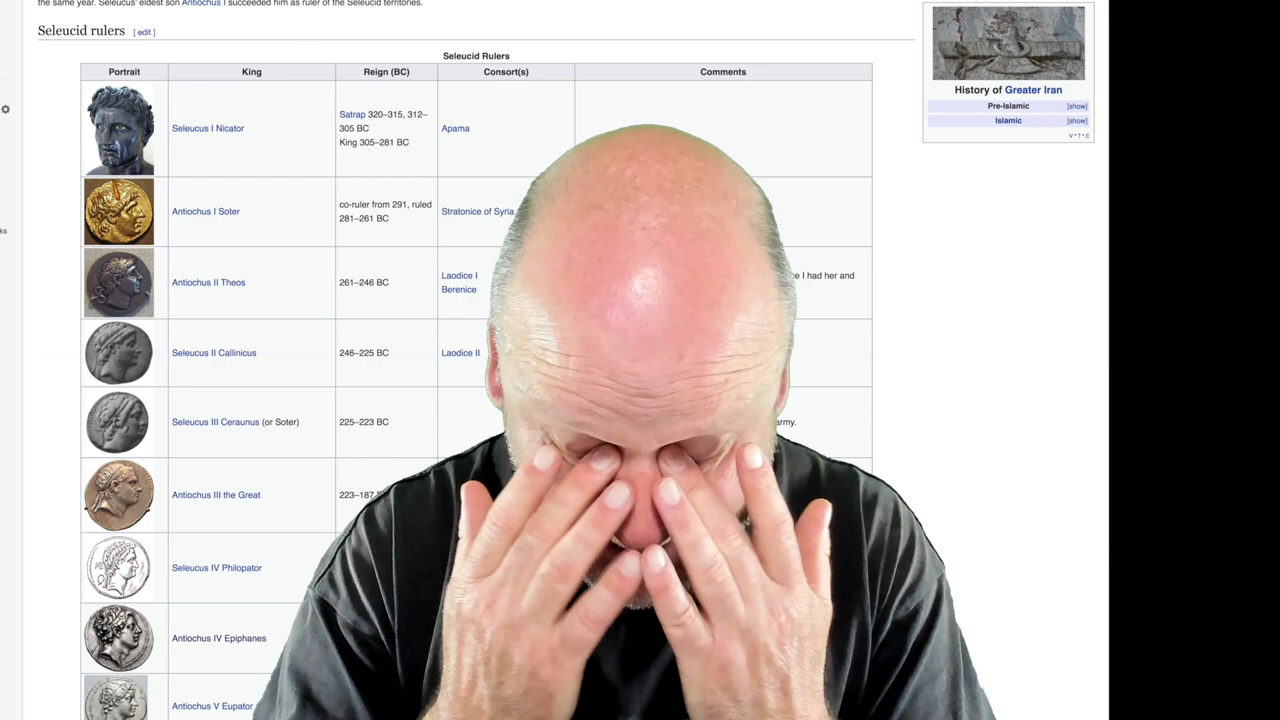 the same year. Seleucus' eldest son Antiochus I succeeded him as ruler of the Seleucid territories.
Seleucid rulers [ edit ]
Seleucid Rulers
Portrait King Reign (BC) Consort(s) Comments
Seleucus I Nicator
Satrap 320–315, 312–
305 BC
King 305–281 BC
Apama
Antiochus I Soter
co-ruler from 291, ruled
281–261 BC
Stratonice of Syria
Antiochus II Theos
261–246 BC
Laodice I
Berenice
I had her and
Seleucus II Callinicus
246–225 BC
Laodice II
Seleucus III Ceraunus (or Soter)
225–223 BC
army.
Antiochus III the Great
223–187
Seleucus IV Philopator
Antiochus IV Epiphanes
Antiochus V Eupator
History of Greater Iran
Pre-Islamic [show]
Islamic [show]
V•T•E
ks